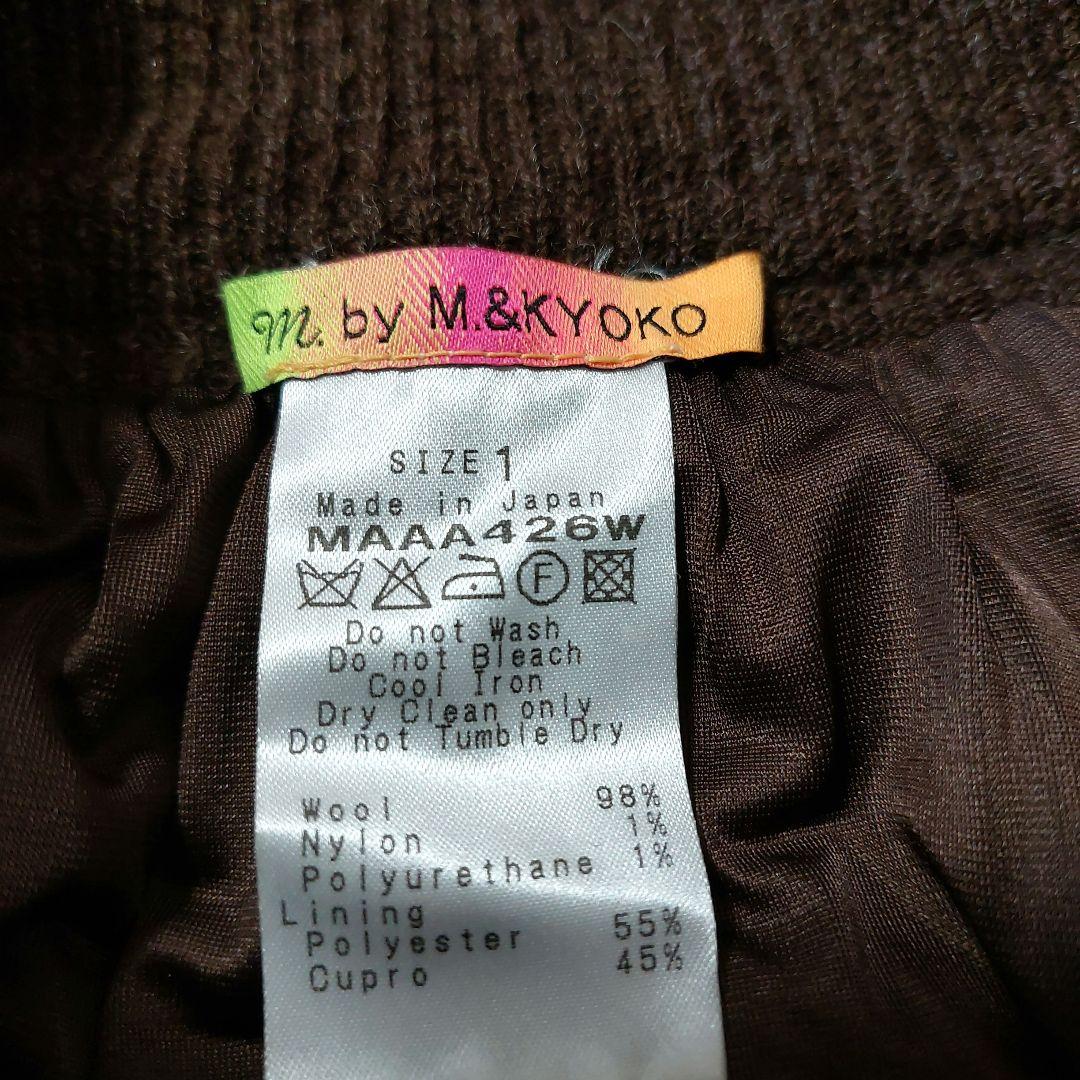 m. by M.&KYOKO
SIZE 1
Made in Japan
MAAA426W
F
Do not Wash
Do not Bleach
Cool Iron
Dry Clean only
Do not Tumble Dry
Wool 98%
Nylon 1%
Polyurethane 1%
Lining
Polyester 55%
Cupro 45%